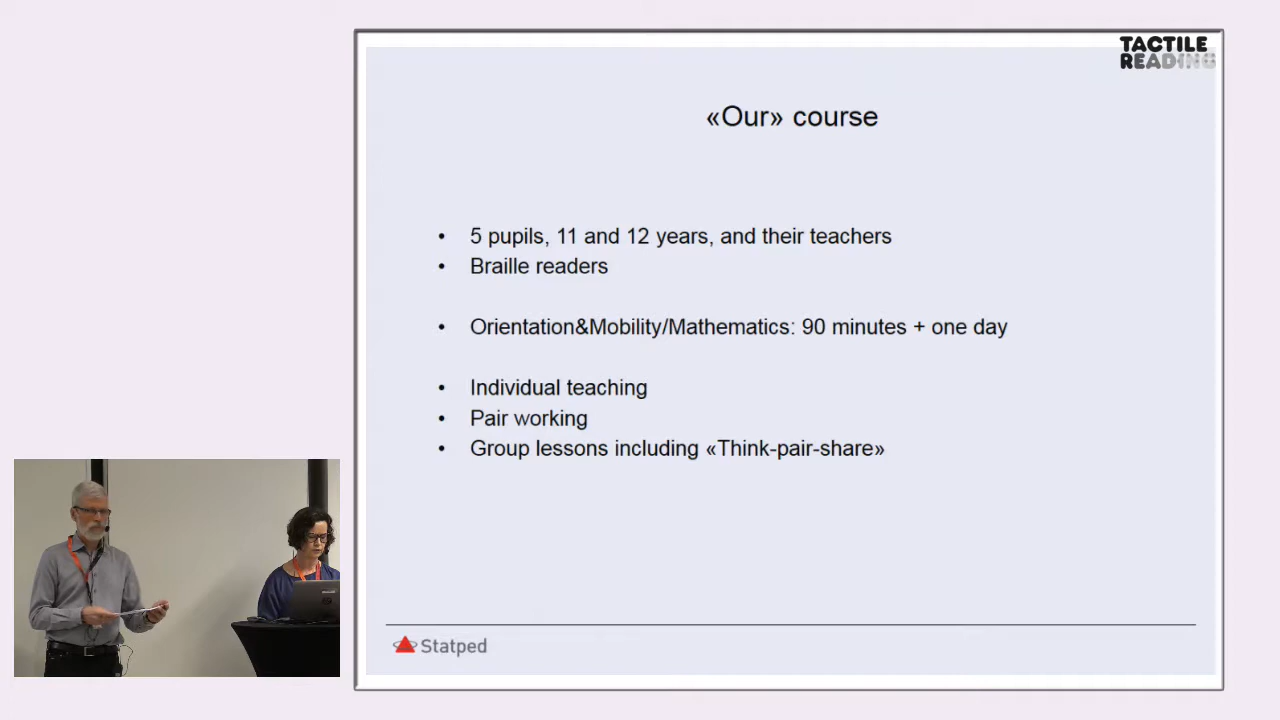 TACTILE
READING
«Our» course
• 5 pupils, 11 and 12 years, and their teachers
• Braille readers
• Orientation&Mobility/Mathematics: 90 minutes + one day
• Individual teaching
• Pair working
• Group lessons including «Think-pair-share»
Statped